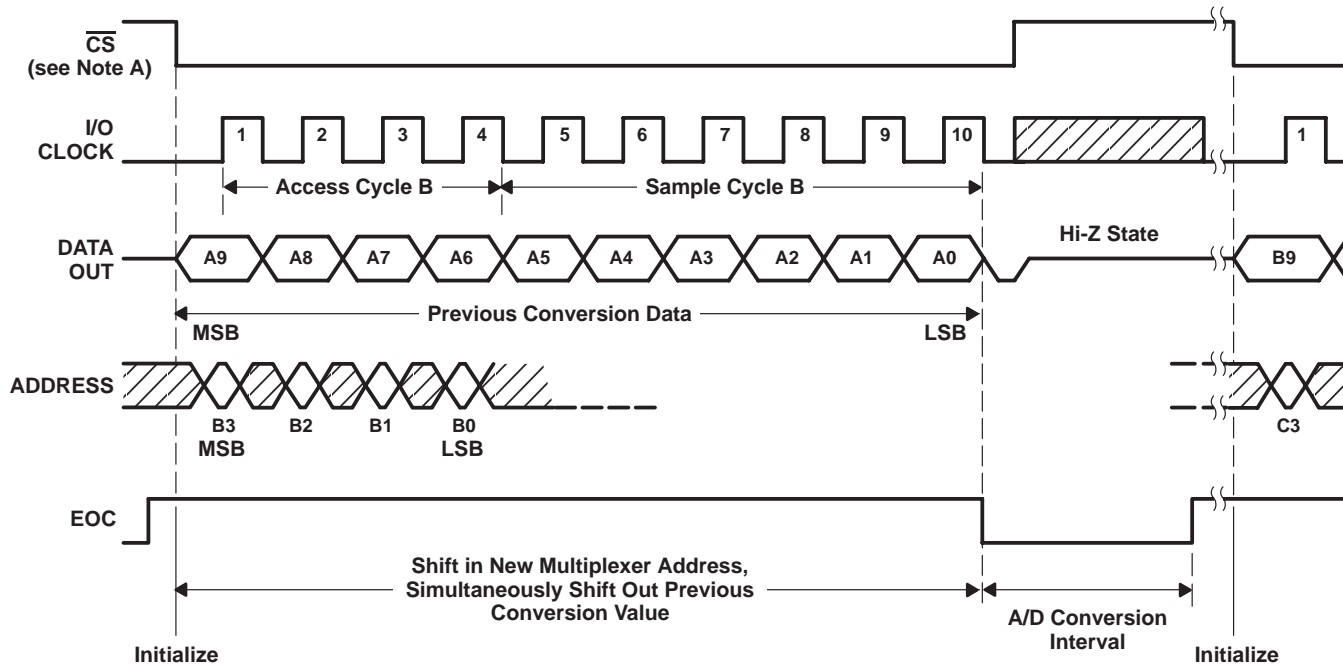 CS
(see Note A)
I/O
CLOCK
1 2 3 4 5 6 7 8 9 10 1
Access Cycle B Sample Cycle B
DATA
OUT
A9 A8 A7 A6 A5 A4 A3 A2 A1 A0 Hi-Z State B9
Previous Conversion Data
MSB LSB
ADDRESS
B3 B2 B1 B0 C3
MSB LSB
EOC
Shift in New Multiplexer Address,
Simultaneously Shift Out Previous
Conversion Value
A/D Conversion
Interval
Initialize Initialize